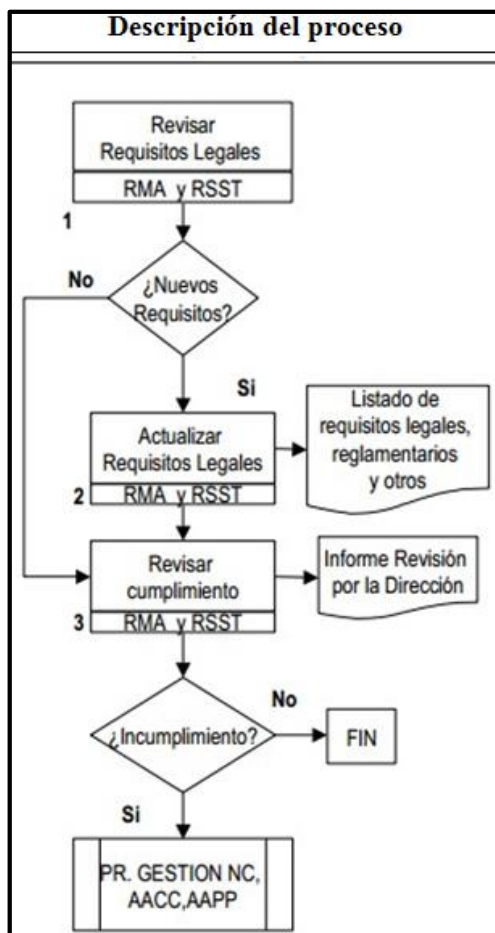 Descripción del proceso
Revisar
Requisitos Legales
RMA y RSST
1
No
¿Nuevos
Requisitos?
Si
Actualizar
Requisitos Legales
2
RMA y RSST
Listado de
requisitos legales,
reglamentarios
y otros
Revisar
cumplimiento
3
RMA y RSST
Informe Revisión
por la Dirección
¿Incumplimiento?
No
FIN
Si
PR. GESTION NC,
AACC,AAPP